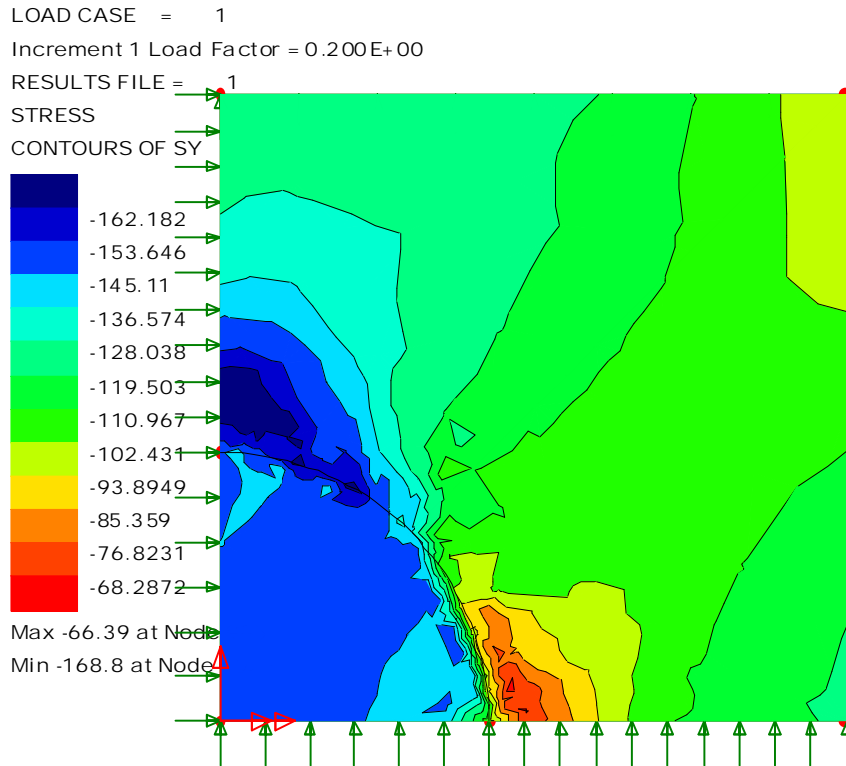 LOAD CASE = 1
Increment 1 Load Factor = 0.200E+00
RESULTS FILE = 1
STRESS
CONTOURS OF SY
-162.182
-153.646
-145.11
-136.574
-128.038
-119.503
-110.967
-102.431
-93.8949
-85.359
-76.8231
-68.2872
Max -66.39 at Node
Min -168.8 at Node